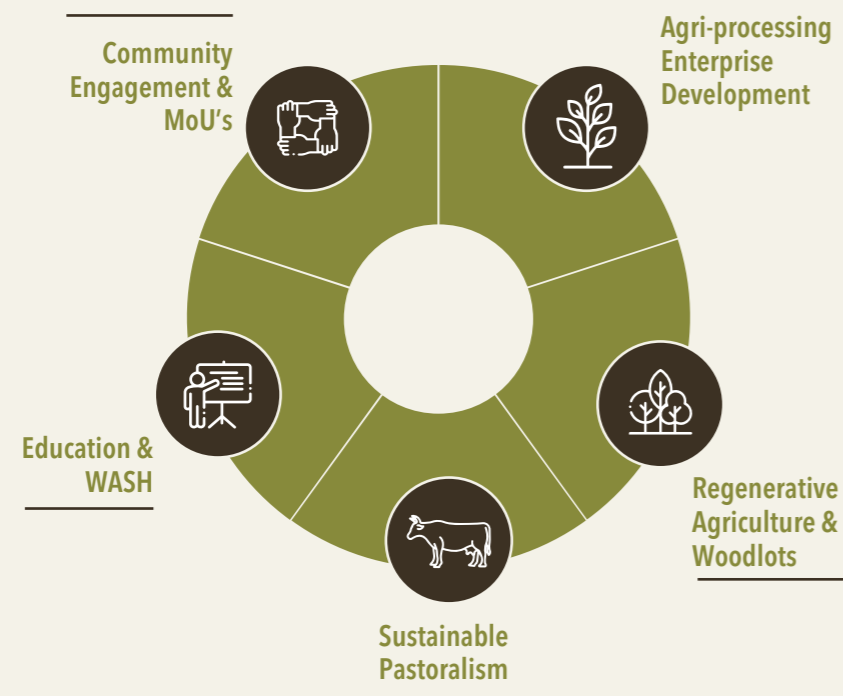 Community
Engagement &
MoU's
Agri-processing
Enterprise
Development
Education &
WASH
Regenerative
Agriculture &
Woodlots
Sustainable
Pastoralism